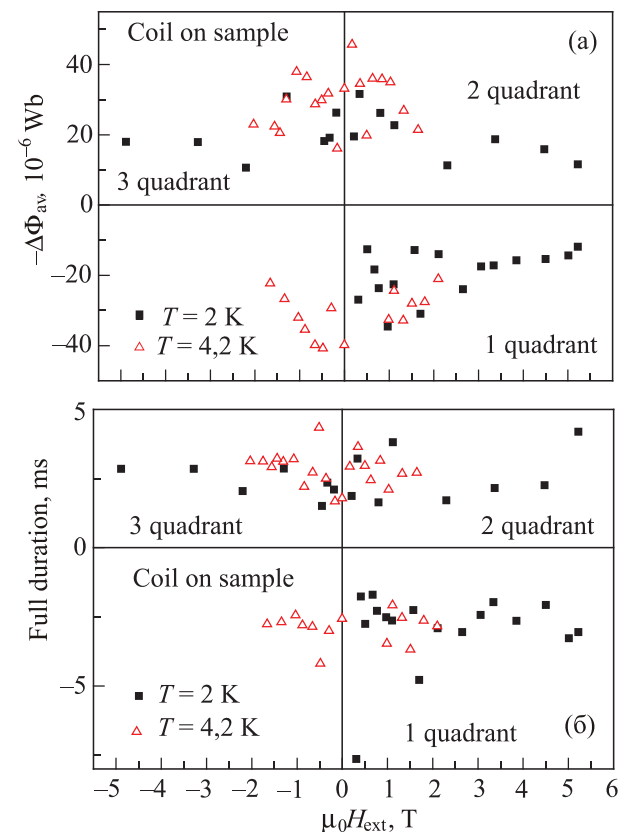 Coil on sample
(а)
2 quadrant
3 quadrant
1 quadrant
T = 2 K
T = 4,2 K
40
20
0
–20
–40
–ΔΦav, 10–6 Wb
5
0
–5
Full duration, ms
3 quadrant
2 quadrant
Coil on sample
T = 2 K
T = 4,2 K
1 quadrant
(б)
–5 –4 –3 –2 –1 0 1 2 3 4 5 6
μ0Hext, T